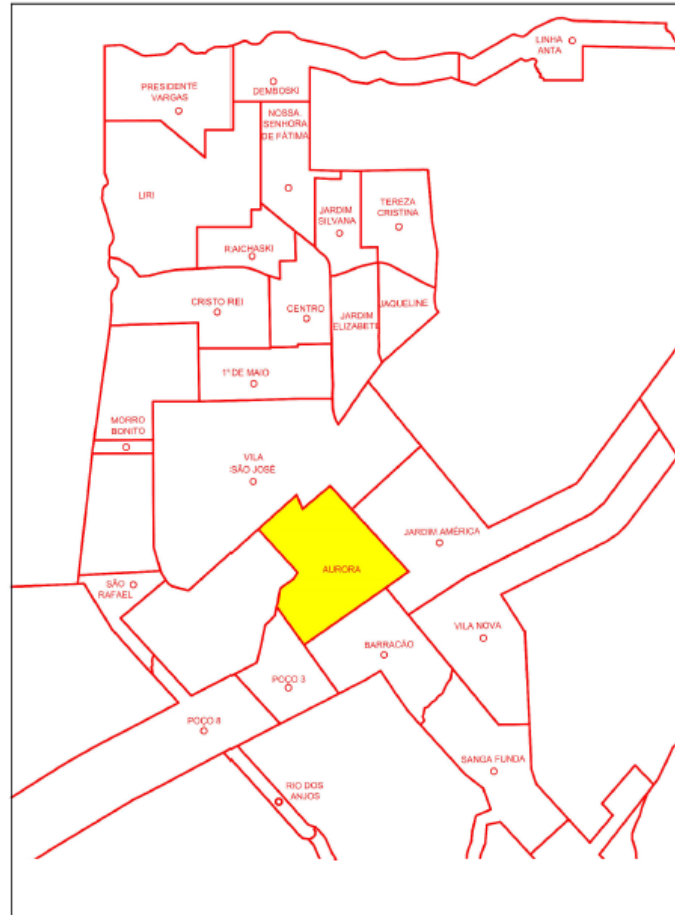 LINHA
ANTA
PRESIDENTE
VARGAS
DEMBOSKI
NOSSA
SENHORA
DE FÁTIMA
LIRI
JARDIM
SILVANA
TEREZA
CRISTINA
RAICHASKI
CRISTO REI
CENTRO
JARDIM
ELIZABETE
JAQUELINE
1º DE MAIO
MORRO
BONITO
VILA
SÃO JOSÉ
JARDIM AMÉRICA
AURORA
SÃO
RAFAEL
VILA NOVA
BARRACÃO
POÇO 3
POÇO 8
SANGA FUNDA
RIO DOS
ANJOS